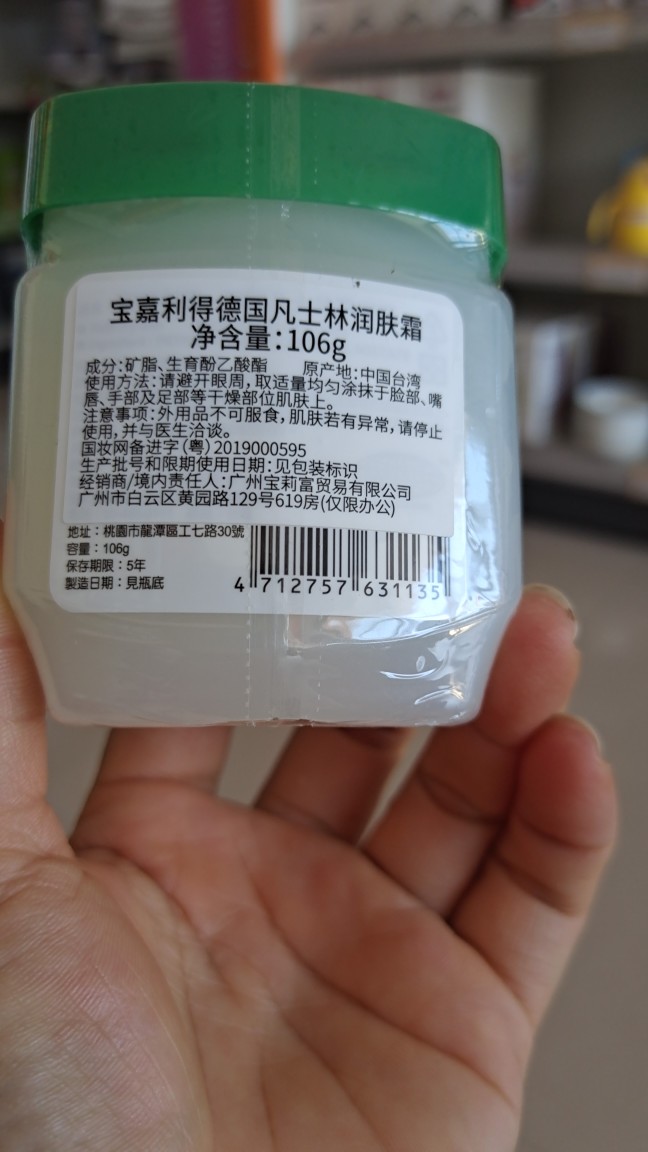 宝嘉利得德国凡士林润肤霜
净含量:106g
成分:矿脂、生育酚乙酸酯 原产地:中国台湾
使用方法:请避开眼周,取适量均匀涂抹于脸部、嘴
唇、手部及足部等干燥部位肌肤上。
注意事项:外用品不可服食,肌肤若有异常,请停止
使用,并与医生洽谈。
国妆网备进字(粤)2019000595
生产批号和限期使用日期:见包装标识
经销商/境内责任人:广州宝莉富贸易有限公司
广州市白云区黄园路129号619房(仅限办公)
地址:桃園市龍潭區工七路30號
容量:106g
保存期限:5年
製造日期:見瓶底
4 712757 631135